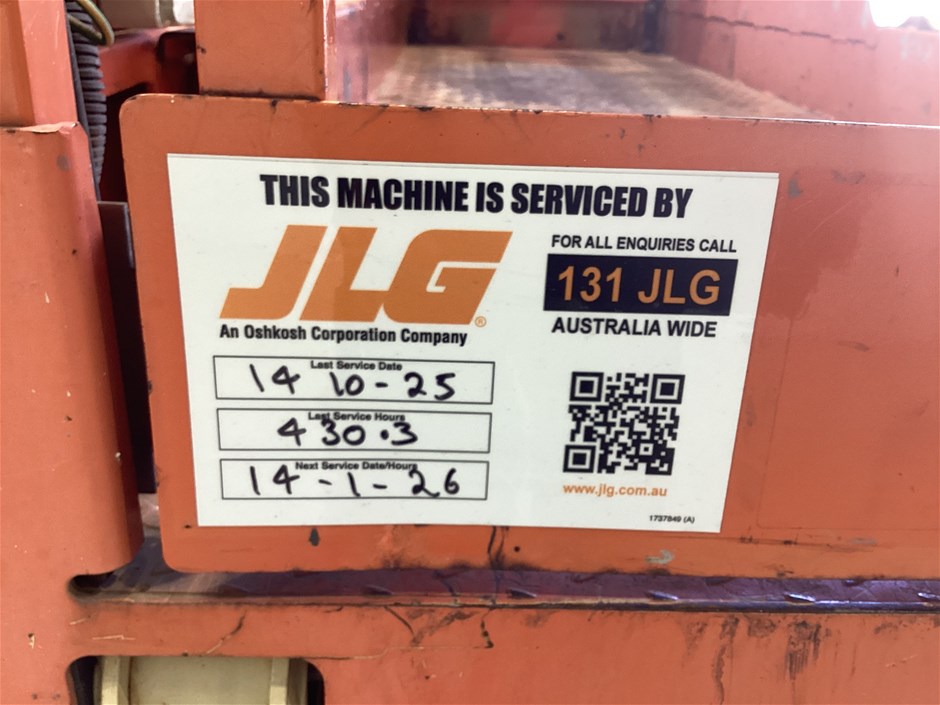 THIS MACHINE IS SERVICED BY
JLG®
An Oshkosh Corporation Company
FOR ALL ENQUIRIES CALL
131 JLG
AUSTRALIA WIDE
Last Service Date
14 10-25
Last Service Hours
430.3
Next Service Date/Hours
14-1-26
www.jlg.com.au
1737849 (A)